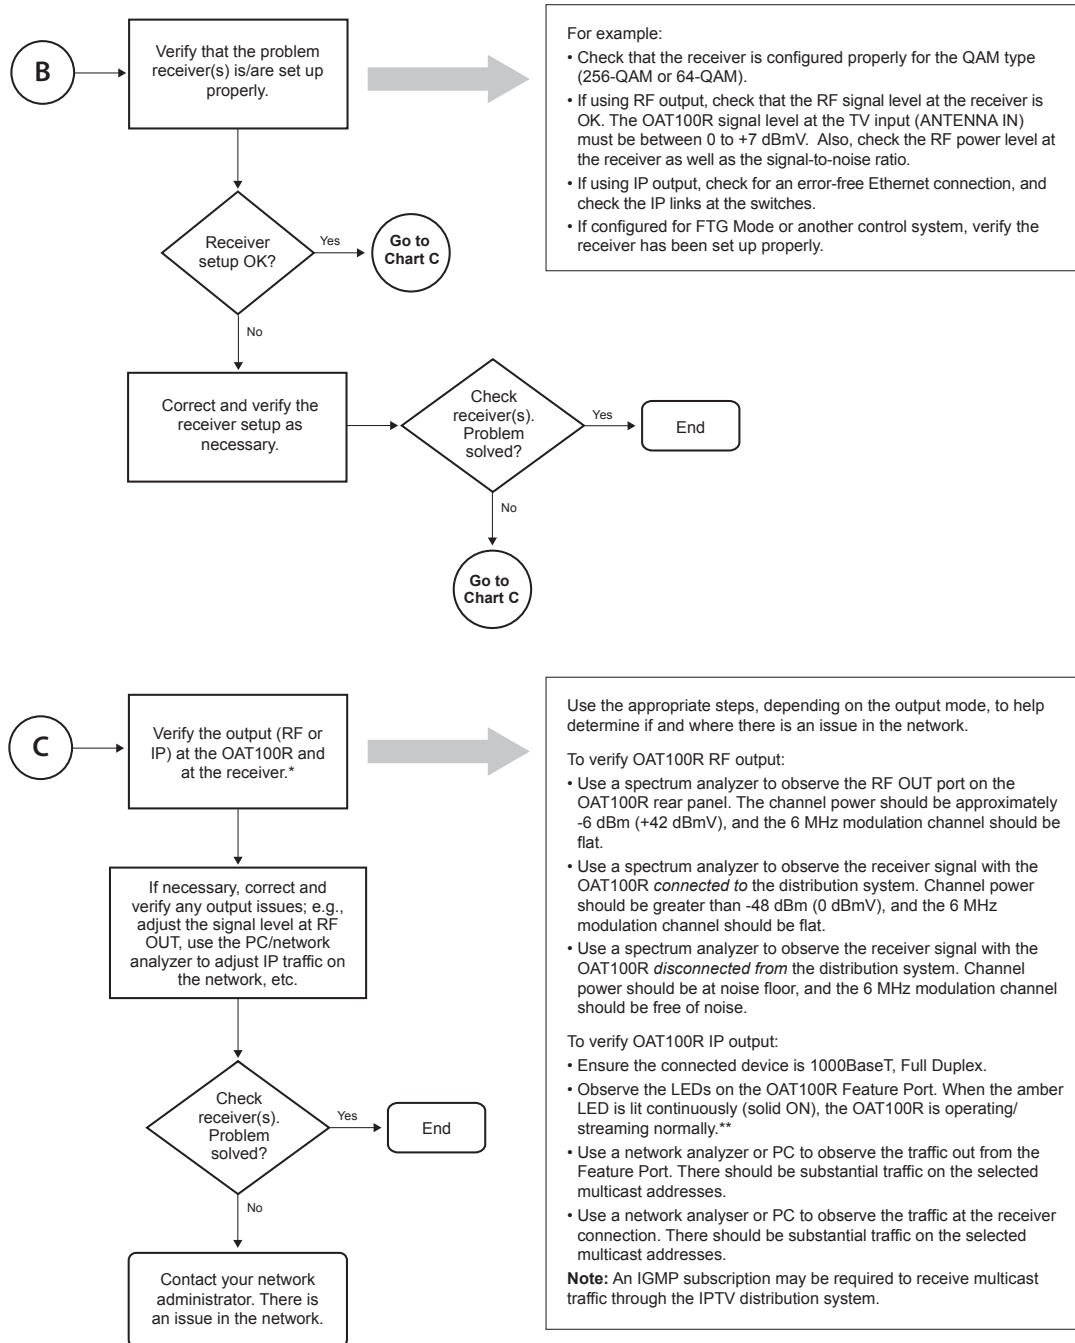 B
Verify that the problem
receiver(s) is/are set up
properly.
For example:
• Check that the receiver is configured properly for the QAM type
(256-QAM or 64-QAM).
• If using RF output, check that the RF signal level at the receiver is
OK. The OAT100R signal level at the TV input (ANTENNA IN)
must be between 0 to +7 dBmV.  Also, check the RF power level at
the receiver as well as the signal-to-noise ratio.
• If using IP output, check for an error-free Ethernet connection, and
check the IP links at the switches.
• If configured for FTG Mode or another control system, verify the
receiver has been set up properly.
Receiver
setup OK?
Yes
Go to
Chart C
No
Correct and verify the
receiver setup as
necessary.
Check
receiver(s).
Problem
solved?
Yes
End
No
Go to
Chart C
C
Verify the output (RF or
IP) at the OAT100R and
at the receiver.*
If necessary, correct and
verify any output issues; e.g.,
adjust the signal level at RF
OUT, use the PC/network
analyzer to adjust IP traffic on
the network, etc.
Check
receiver(s).
Problem
solved?
Yes
End
No
Contact your network
administrator. There is
an issue in the network.
Use the appropriate steps, depending on the output mode, to help
determine if and where there is an issue in the network.
To verify OAT100R RF output:
• Use a spectrum analyzer to observe the RF OUT port on the
OAT100R rear panel. The channel power should be approximately
-6 dBm (+42 dBmV), and the 6 MHz modulation channel should be
flat.
• Use a spectrum analyzer to observe the receiver signal with the
OAT100R connected to the distribution system. Channel power
should be greater than -48 dBm (0 dBmV), and the 6 MHz
modulation channel should be flat.
• Use a spectrum analyzer to observe the receiver signal with the
OAT100R disconnected from the distribution system. Channel
power should be at noise floor, and the 6 MHz modulation channel
should be free of noise.
To verify OAT100R IP output:
• Ensure the connected device is 1000BaseT, Full Duplex.
• Observe the LEDs on the OAT100R Feature Port. When the amber
LED is lit continuously (solid ON), the OAT100R is operating/
streaming normally.**
• Use a network analyzer or PC to observe the traffic out from the
Feature Port. There should be substantial traffic on the selected
multicast addresses.
• Use a network analyser or PC to observe the traffic at the receiver
connection. There should be substantial traffic on the selected
multicast addresses.
Note: An IGMP subscription may be required to receive multicast
traffic through the IPTV distribution system.